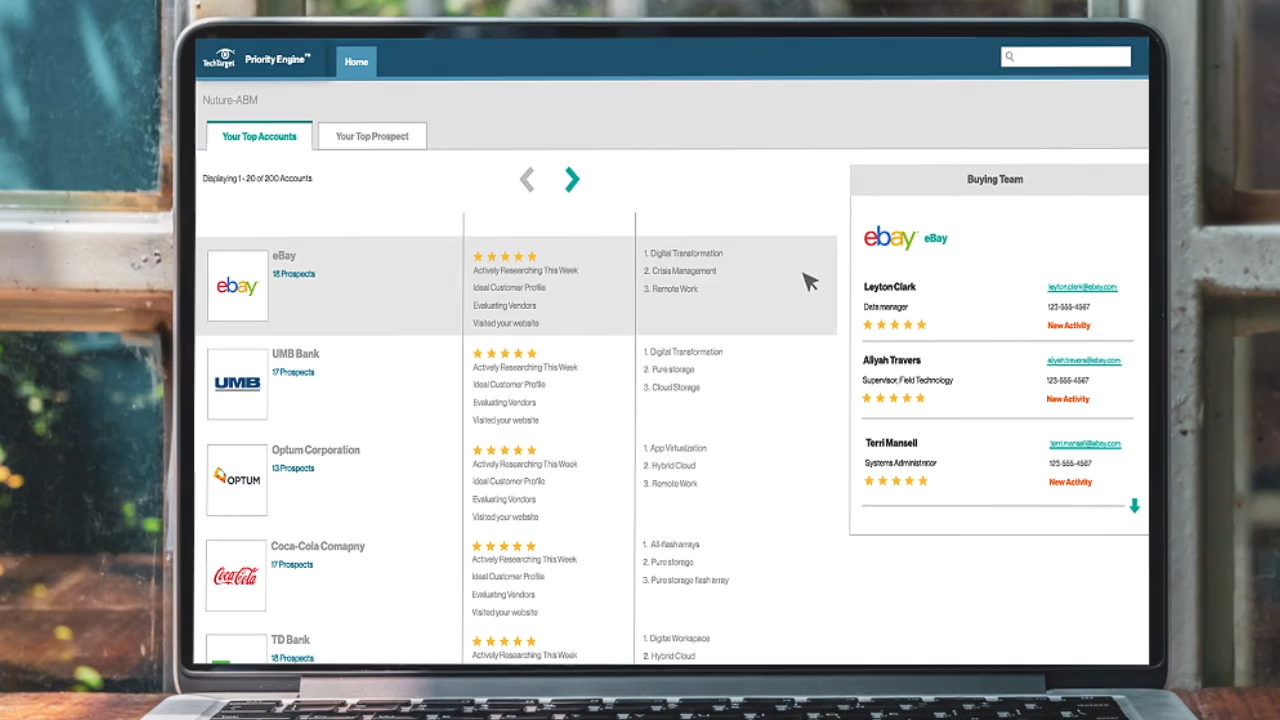 TechTarget
Priority Engine™
Home
Nuture-ABM
Your Top Accounts
Your Top Prospect
Displaying 1 - 20 of 200 Accounts
ebay
eBay
18 Prospects
Actively Researching This Week
Ideal Customer Profile
Evaluating Vendors
Visited your website
1. Digital Transformation
2. Crisis Management
3. Remote Work
UMB
UMB Bank
17 Prospects
Actively Researching This Week
Ideal Customer Profile
Evaluating Vendors
Visited your website
1. Digital Transformation
2. Pure storage
3. Cloud Storage
OPTUM
Optum Corporation
13 Prospects
Actively Researching This Week
Ideal Customer Profile
Evaluating Vendors
Visited your website
1. App Virtualization
2. Hybrid Cloud
3. Remote Work
Coca-Cola
Coca-Cola Comapny
17 Prospects
Actively Researching This Week
Ideal Customer Profile
Evaluating Vendors
Visited your website
1. All-flash arrays
2. Pure storage
3. Pure storage flash array
TD Bank
18 Prospects
Actively Researching This Week
1. Digital Workspace
2. Hybrid Cloud
Buying Team
ebay™ eBay
Leyton Clark
leyton.clark@ebay.com
Data manager
123-555-4567
New Activity
Aliyah Travers
aliyah.travers@ebay.com
Supervisor, Field Technology
123-555-4567
New Activity
Terri Mansell
terri.mansell@ebay.com
Systems Administrator
123-555-4567
New Activity